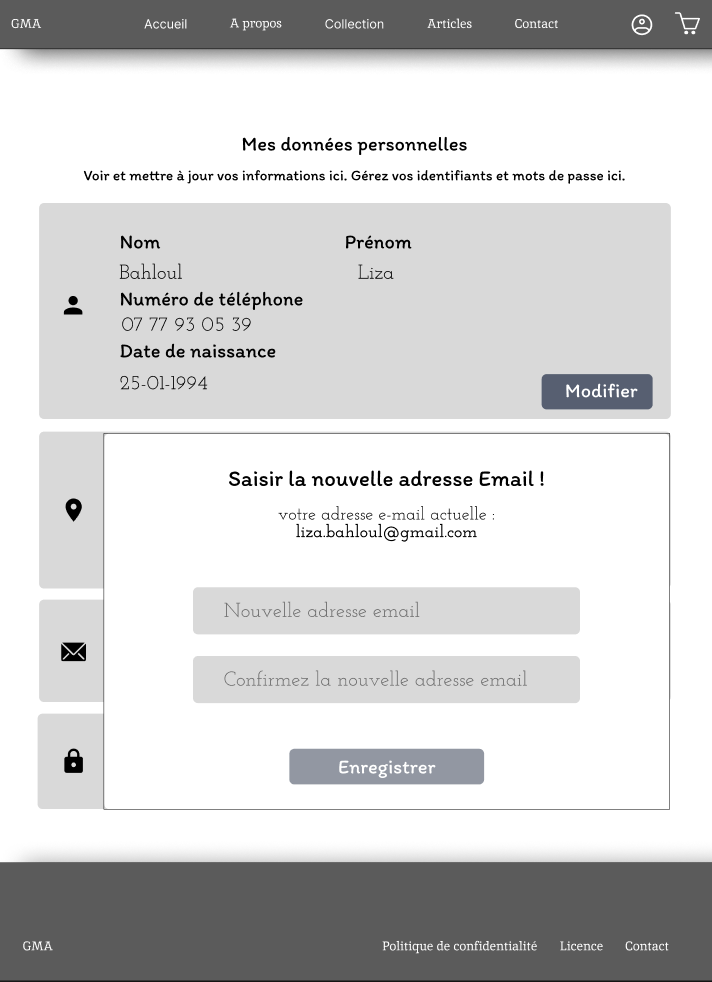 GMA Accueil A propos Collection Articles Contact
Mes données personnelles
Voir et mettre à jour vos informations ici. Gérez vos identifiants et mots de passe ici.
Nom Prénom
Bahloul Liza
Numéro de téléphone
07 77 93 05 39
Date de naissance
25-01-1994
Modifier
Saisir la nouvelle adresse Email !
votre adresse e-mail actuelle :
liza.bahloul@gmail.com
Nouvelle adresse email
Confirmez la nouvelle adresse email
Enregistrer
GMA Politique de confidentialité Licence Contact